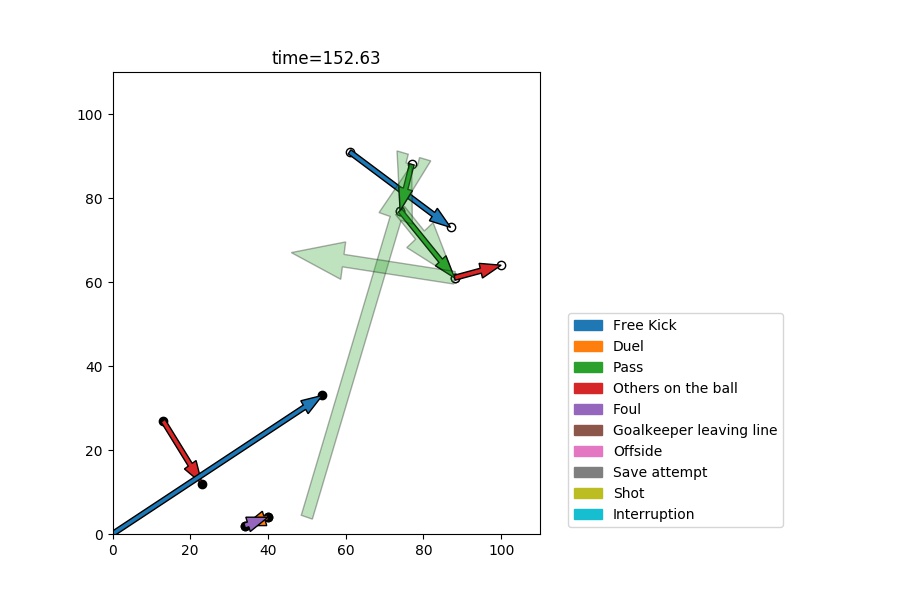 time=152.63
100
80
60
40
20
0
0 20 40 60 80 100
Free Kick
Duel
Pass
Others on the ball
Foul
Goalkeeper leaving line
Offside
Save attempt
Shot
Interruption